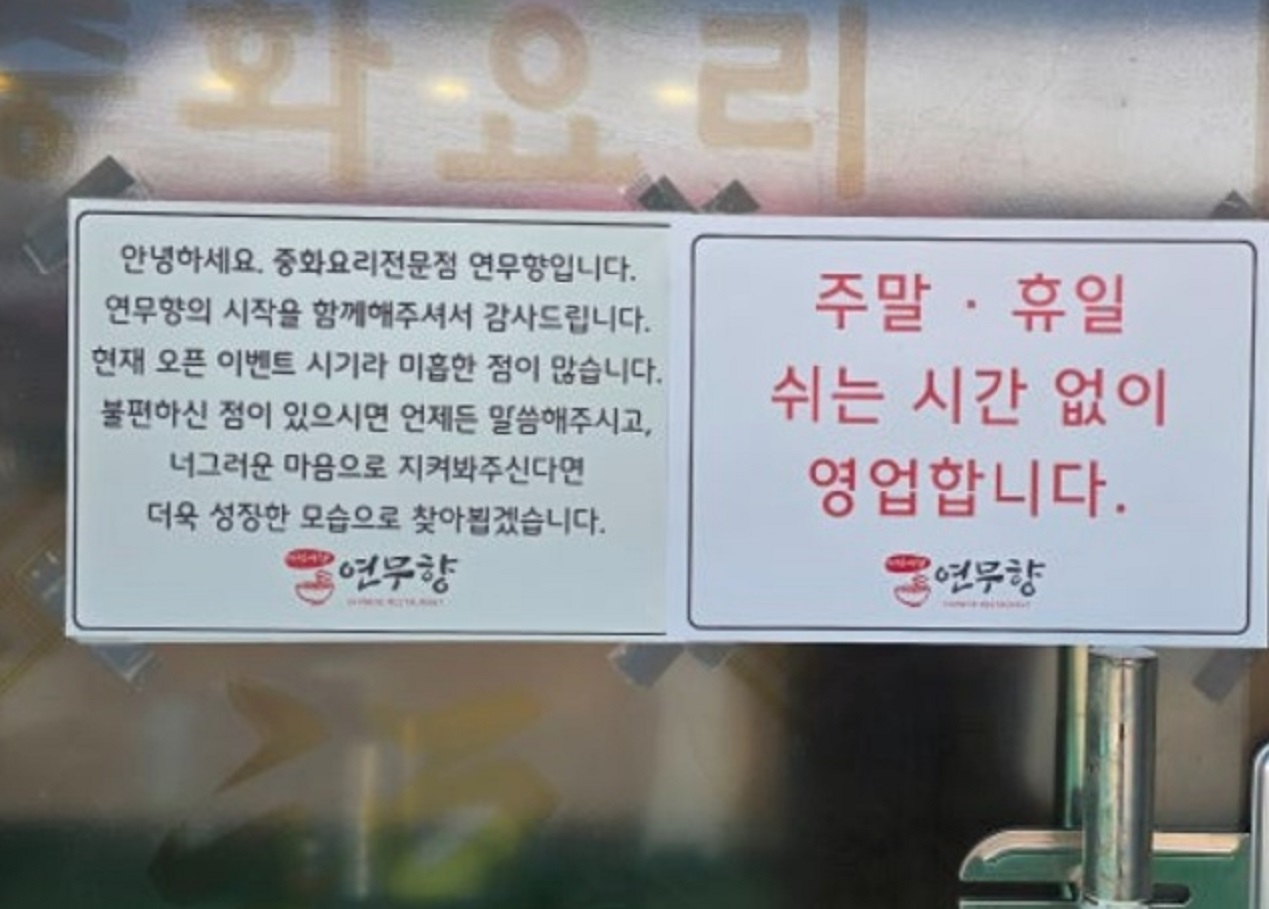 중화요리
안녕하세요. 중화요리전문점 연무향입니다.
연무향의 시작을 함께해주셔서 감사드립니다.
현재 오픈 이벤트 시기라 미흡한 점이 많습니다.
불편하신 점이 있으시면 언제든 말씀해주시고,
너그러운 마음으로 지켜봐주신다면
더욱 성장한 모습으로 찾아뵙겠습니다.
연무향
CHINESE RESTAURANT
주말 · 휴일
쉬는 시간 없이
영업합니다.
연무향
CHINESE RESTAURANT